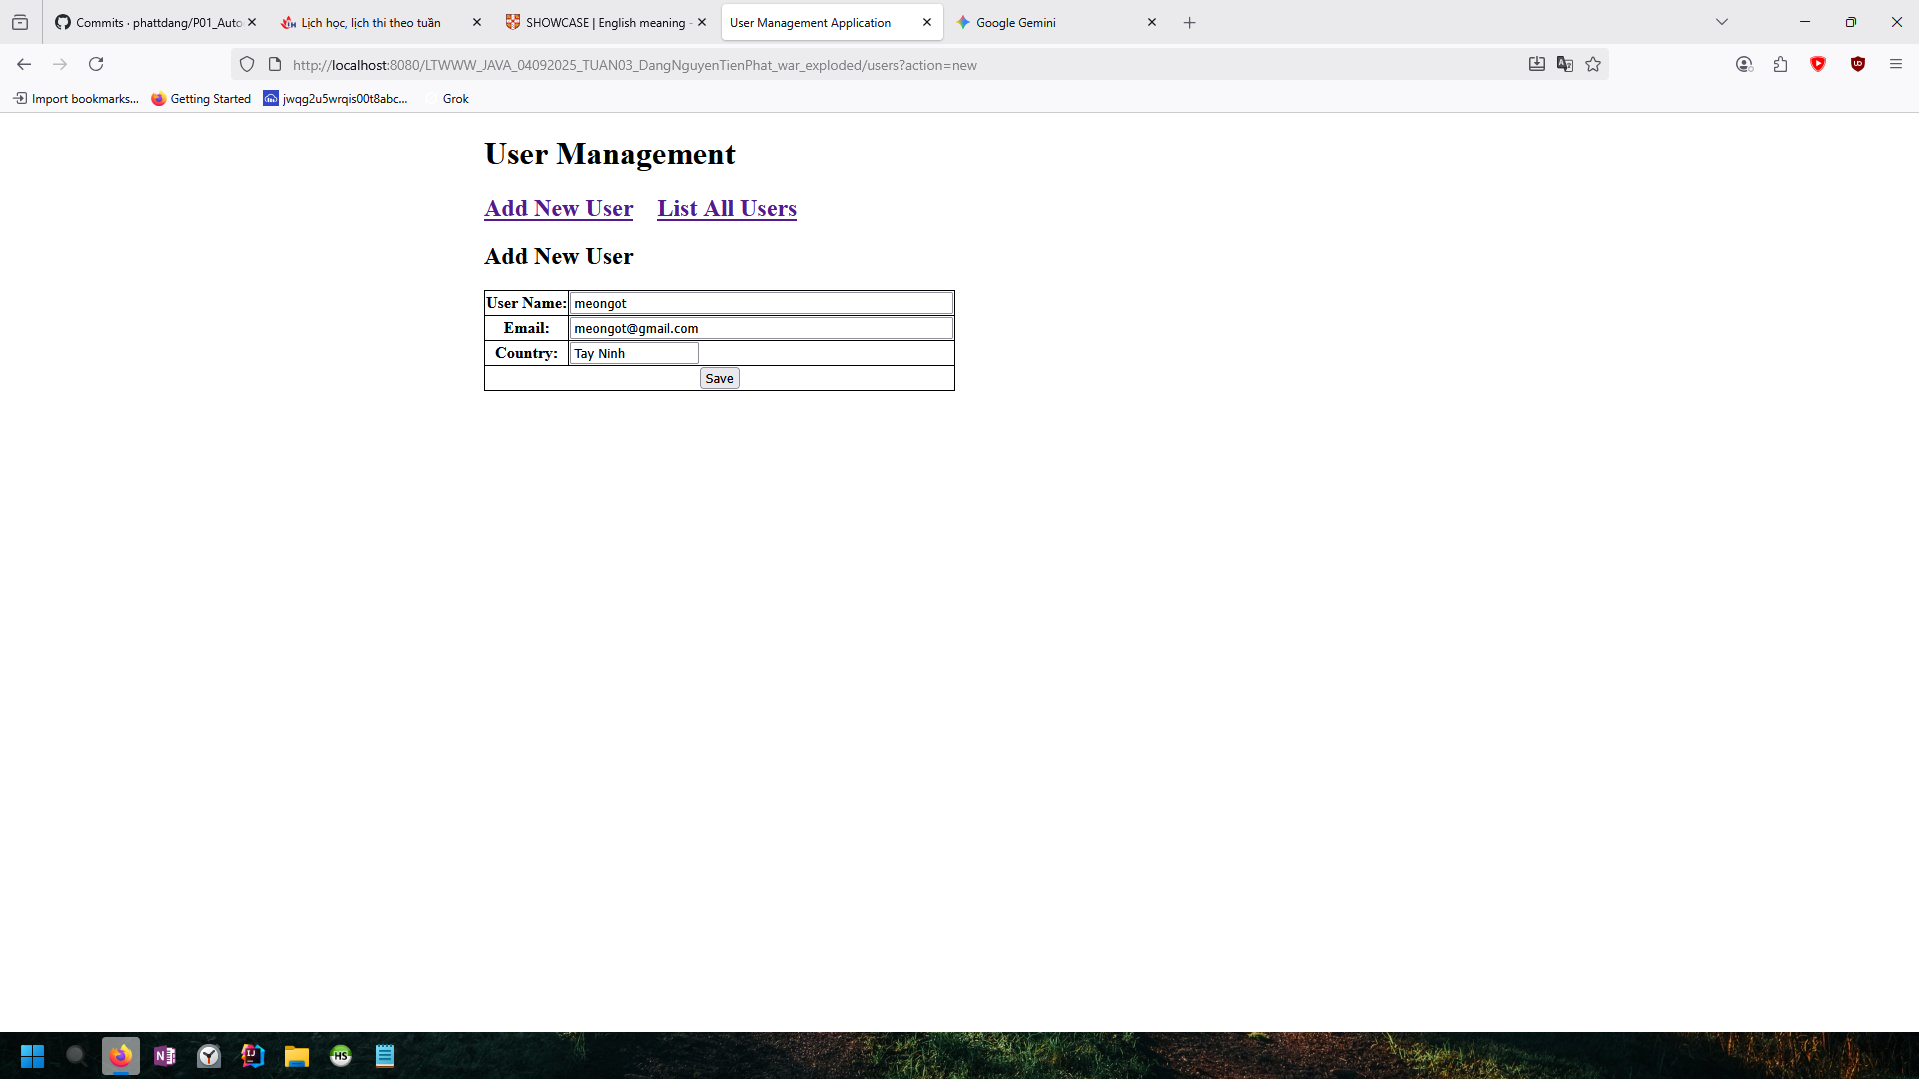 Commits · phattdang/P01_Auto
Lịch học, lịch thi theo tuần
SHOWCASE | English meaning -
User Management Application
Google Gemini
http://localhost:8080/LTWWW_JAVA_04092025_TUAN03_DangNguyenTienPhat_war_exploded/users?action=new
Import bookmarks...
Getting Started
jwqg2u5wrqis00t8abc...
Grok
User Management
Add New User List All Users
Add New User
User Name: meongot
Email: meongot@gmail.com
Country: Tay Ninh
Save